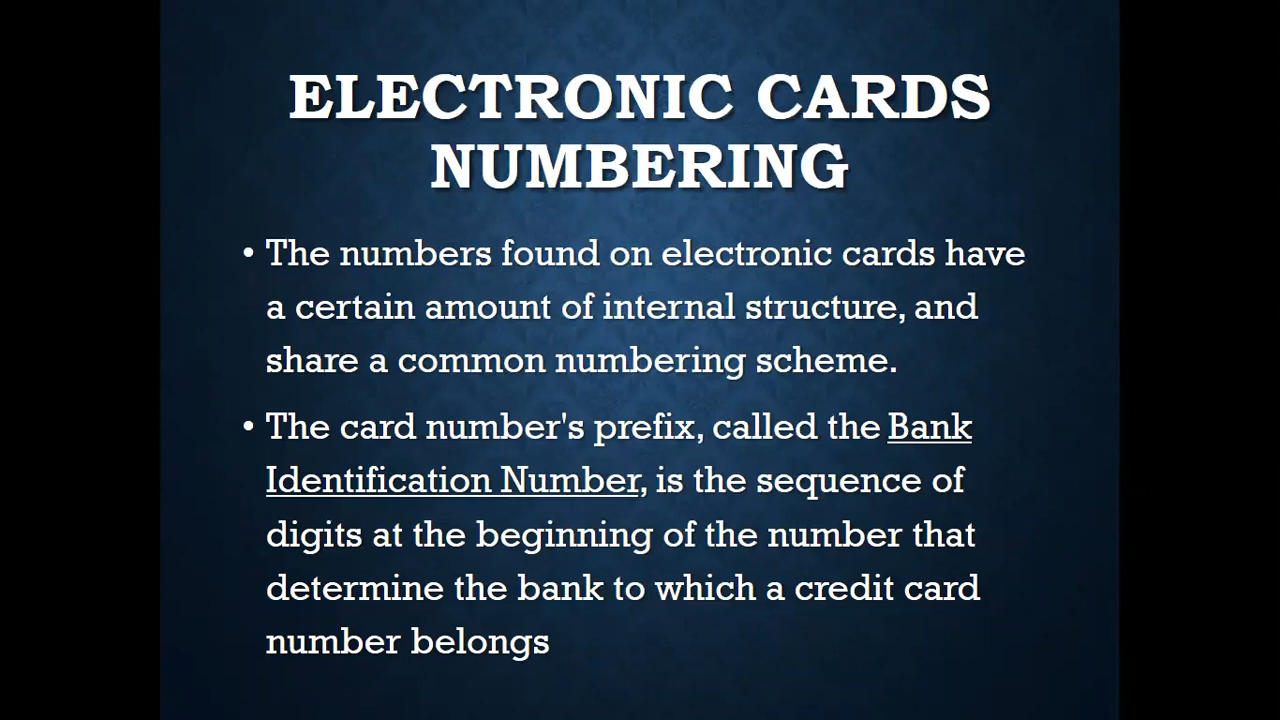 ELECTRONIC CARDS
NUMBERING
• The numbers found on electronic cards have
a certain amount of internal structure, and
share a common numbering scheme.
• The card number's prefix, called the Bank
Identification Number, is the sequence of
digits at the beginning of the number that
determine the bank to which a credit card
number belongs